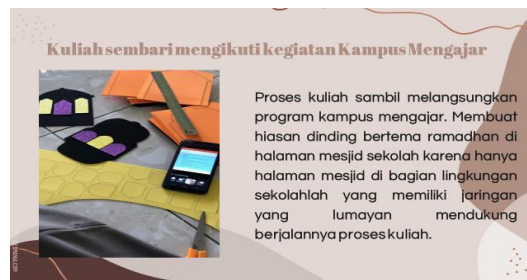 Kuliah sembari mengikuti kegiatan Kampus Mengajar
Proses kuliah sambil melangsungkan
program kampus mengajar. Membuat
hiasan dinding bertema ramadhan di
halaman mesjid sekolah karena hanya
halaman mesjid di bagian lingkungan
sekolahlah yang memiliki jaringan
yang lumayan mendukung
berjalannya proses kuliah.